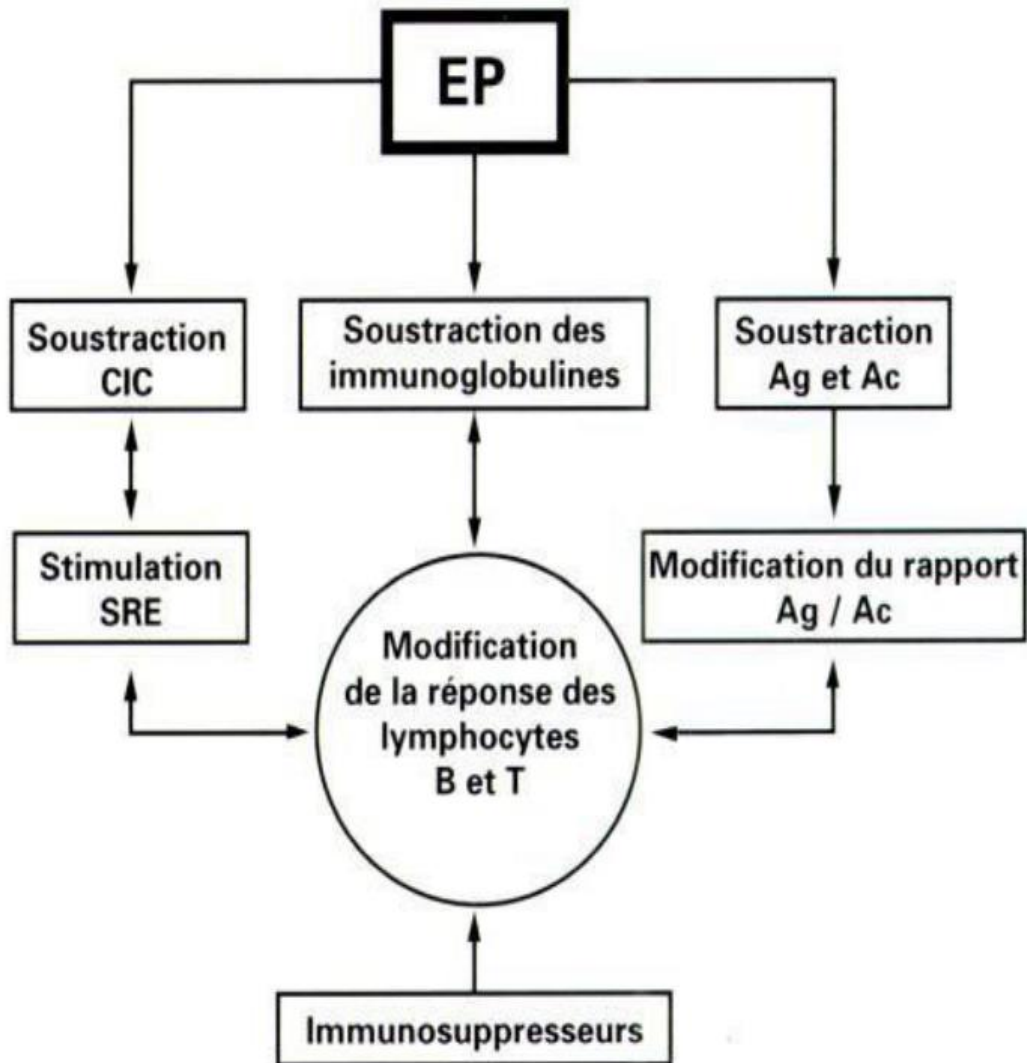 EP
Soustraction
CIC
Soustraction des
immunoglobulines
Soustraction
Ag et Ac
Stimulation
SRE
Modification
de la réponse des
lymphocytes
B et T
Modification du rapport
Ag / Ac
Immunosuppresseurs